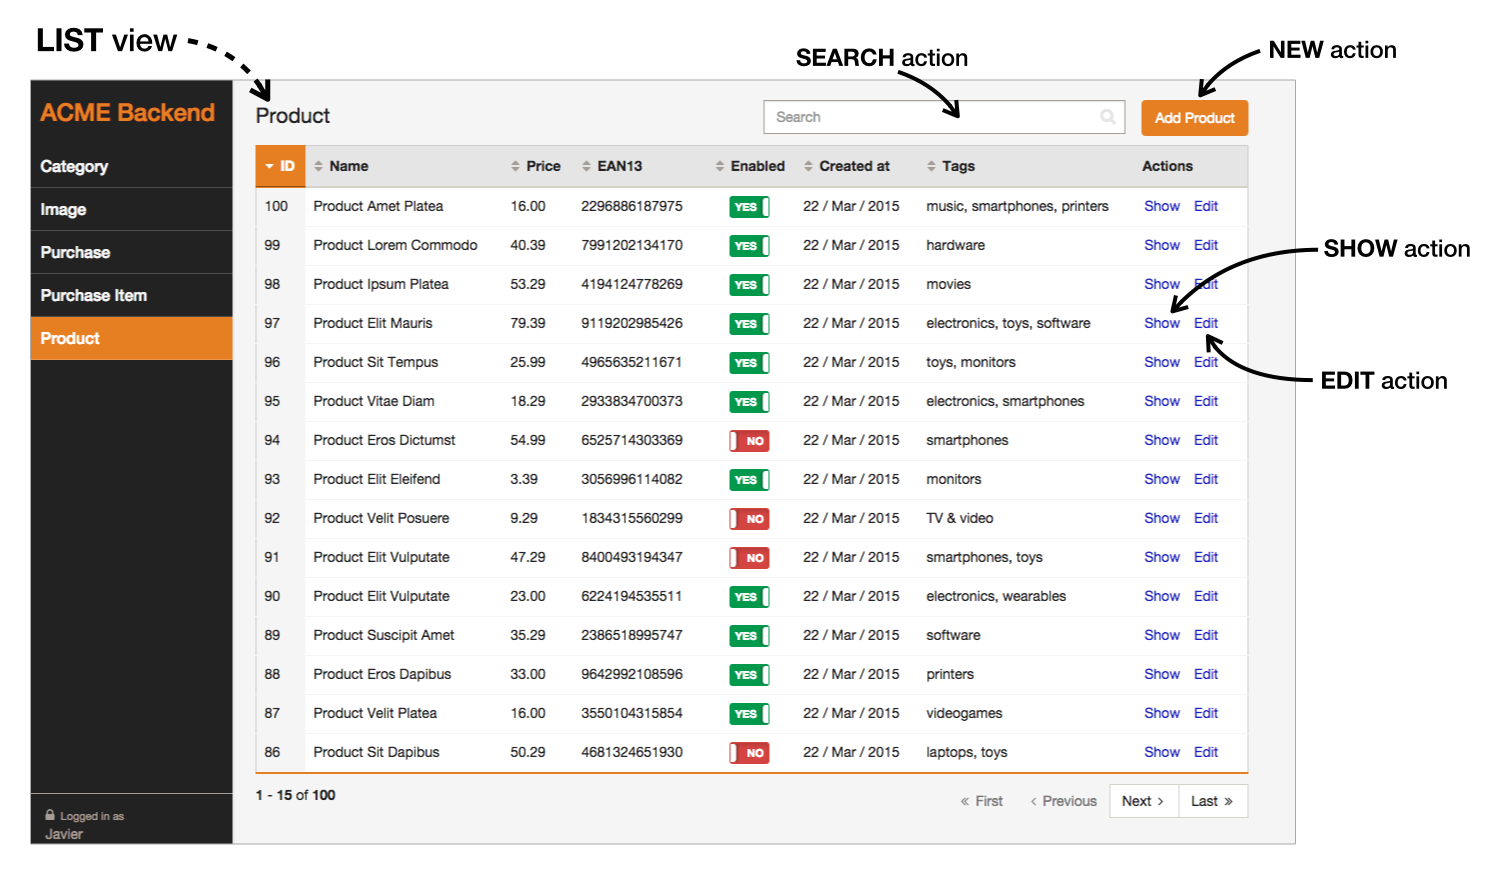 LIST view
SEARCH action
NEW action
ACME Backend
Product
Search
Add Product
Category
Image
Purchase
Purchase Item
Product
ID Name Price EAN13 Enabled Created at Tags Actions
100 Product Amet Platea 16.00 2296886187975 YES 22 / Mar / 2015 music, smartphones, printers Show Edit
99 Product Lorem Commodo 40.39 7991202134170 YES 22 / Mar / 2015 hardware Show Edit
98 Product Ipsum Platea 53.29 4194124778269 YES 22 / Mar / 2015 movies Show Edit
SHOW action
97 Product Elit Mauris 79.39 9119202985426 YES 22 / Mar / 2015 electronics, toys, software Show Edit
96 Product Sit Tempus 25.99 4965635211671 YES 22 / Mar / 2015 toys, monitors Show Edit
EDIT action
95 Product Vitae Diam 18.29 2933834700373 YES 22 / Mar / 2015 electronics, smartphones Show Edit
94 Product Eros Dictumst 54.99 6525714303369 NO 22 / Mar / 2015 smartphones Show Edit
93 Product Elit Eleifend 3.39 3056996114082 YES 22 / Mar / 2015 monitors Show Edit
92 Product Velit Posuere 9.29 1834315560299 NO 22 / Mar / 2015 TV & video Show Edit
91 Product Elit Vulputate 47.29 8400493194347 NO 22 / Mar / 2015 smartphones, toys Show Edit
90 Product Elit Vulputate 23.00 6224194535511 YES 22 / Mar / 2015 electronics, wearables Show Edit
89 Product Suscipit Amet 35.29 2386518995747 YES 22 / Mar / 2015 software Show Edit
88 Product Eros Dapibus 33.00 9642992108596 YES 22 / Mar / 2015 printers Show Edit
87 Product Velit Platea 16.00 3550104315854 YES 22 / Mar / 2015 videogames Show Edit
86 Product Sit Dapibus 50.29 4681324651930 NO 22 / Mar / 2015 laptops, toys Show Edit
1 - 15 of 100
« First ‹ Previous Next › Last »
Logged in as
Javier